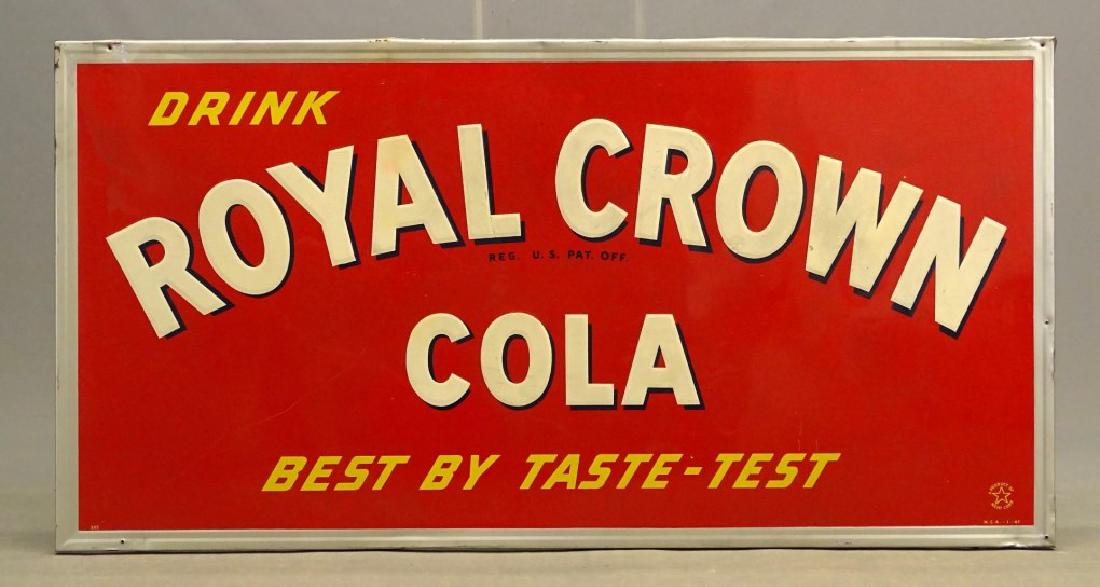 DRINK
ROYAL CROWN
REG. U. S. PAT. OFF.
COLA
BEST BY TASTE-TEST